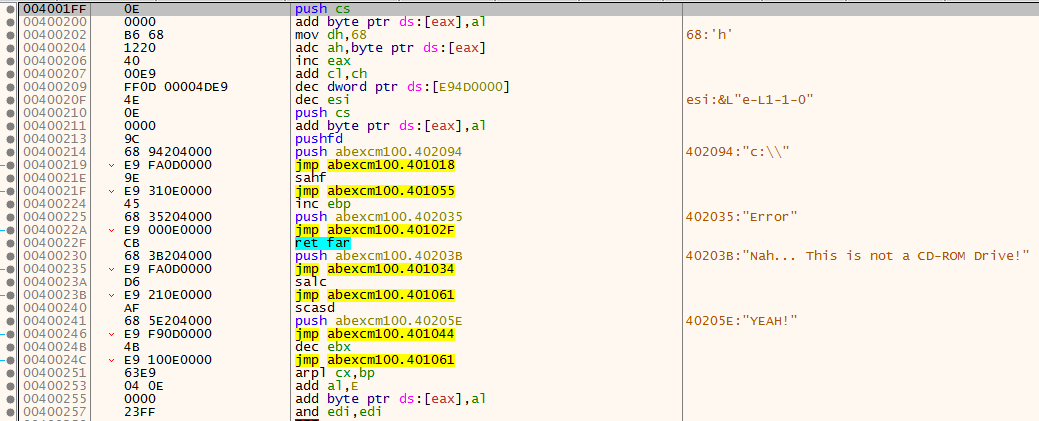 004001FF 0E push cs
00400200 0000 add byte ptr ds:[eax],al
00400202 B6 68 mov dh,68 68:'h'
00400204 1220 adc ah,byte ptr ds:[eax]
00400206 40 inc eax
00400207 00E9 add cl,ch
00400209 FF0D 00004DE9 dec dword ptr ds:[E94D0000]
0040020F 4E dec esi esi:&L"e-L1-1-0"
00400210 0E push cs
00400211 0000 add byte ptr ds:[eax],al
00400213 9C pushfd
00400214 68 94204000 push abexcm100.402094 402094:"c:\\"
00400219 E9 FA0D0000 jmp abexcm100.401018
0040021E 9E sahf
0040021F E9 310E0000 jmp abexcm100.401055
00400224 45 inc ebp
00400225 68 35204000 push abexcm100.402035 402035:"Error"
0040022A E9 000E0000 jmp abexcm100.40102F
0040022F CB ret far
00400230 68 3B204000 push abexcm100.40203B 40203B:"Nah... This is not a CD-ROM Drive!"
00400235 E9 FA0D0000 jmp abexcm100.401034
0040023A D6 salc
0040023B E9 210E0000 jmp abexcm100.401061
00400240 AF scasd
00400241 68 5E204000 push abexcm100.40205E 40205E:"YEAH!"
00400246 E9 F90D0000 jmp abexcm100.401044
0040024B 4B dec ebx
0040024C E9 100E0000 jmp abexcm100.401061
00400251 63E9 arpl cx,bp
00400253 04 0E add al,E
00400255 0000 add byte ptr ds:[eax],al
00400257 23FF and edi,edi